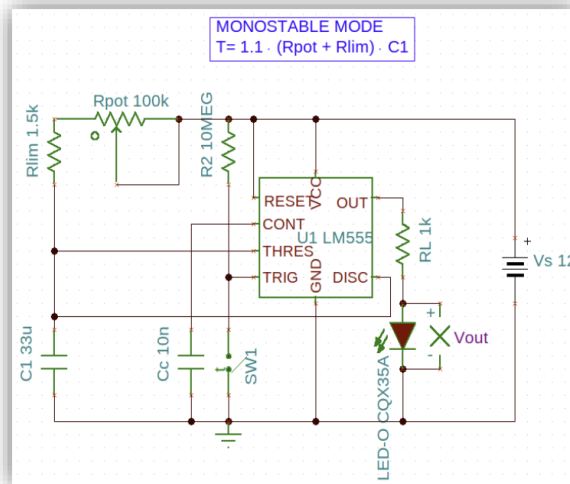 MONOSTABLE MODE
T= 1.1 · (Rpot + Rlim) · C1
Rpot 100k
Rlim 1.5k
R2 10MEG
RESET
VCC
OUT
CONT
U1 LM555
THRES
TRIG
GND
DISC
RL 1k
+
Vs 12
C1 33u
Cc 10n
SW1
LED-O CQX35A
+
Vout
-